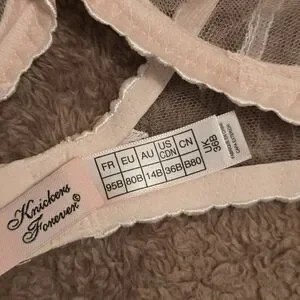 Knickers
Forever®
FR EU AU US CDN CN UK
95B 80B 14B 36B B80 36B